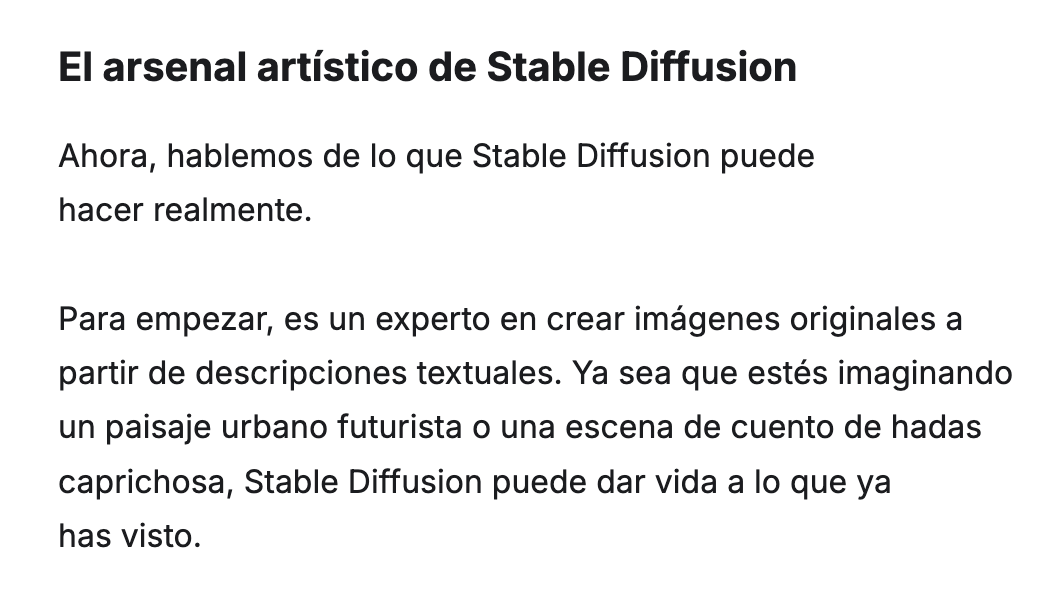 El arsenal artístico de Stable Diffusion
Ahora, hablemos de lo que Stable Diffusion puede
hacer realmente.
Para empezar, es un experto en crear imágenes originales a
partir de descripciones textuales. Ya sea que estés imaginando
un paisaje urbano futurista o una escena de cuento de hadas
caprichosa, Stable Diffusion puede dar vida a lo que ya
has visto.